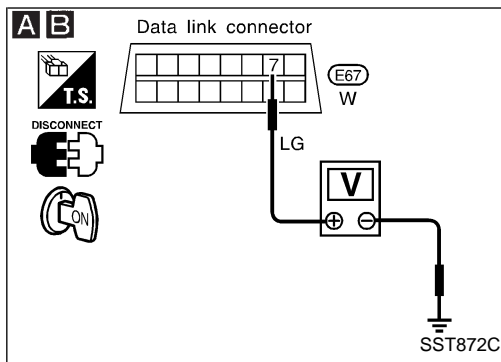 A B
Data link connector
7
E67
W
T.S.
DISCONNECT
LG
ON
V
+ −
SST872C